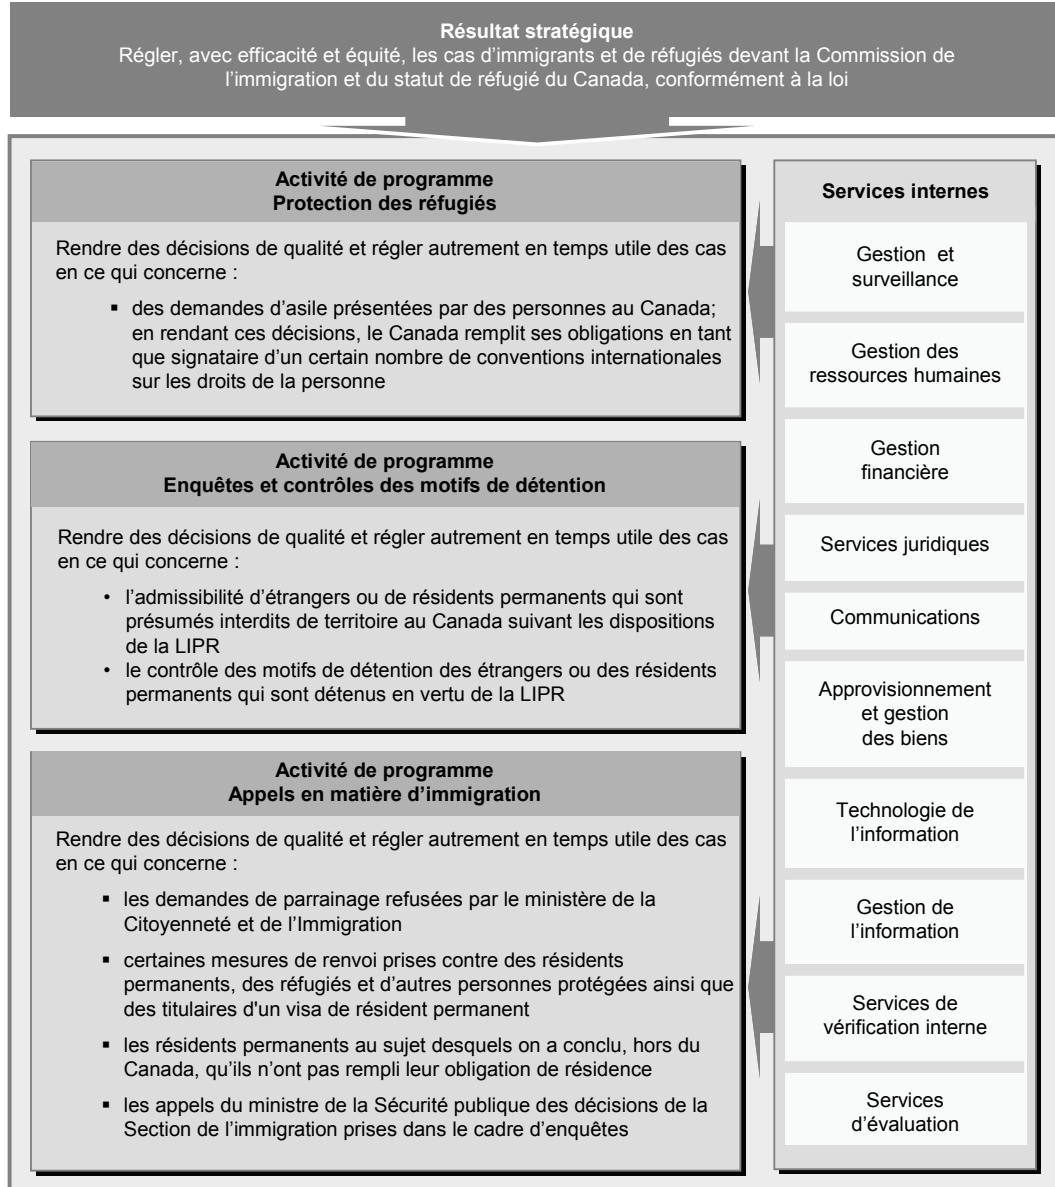 Résultat stratégique
Régler, avec efficacité et équité, les cas d’immigrants et de réfugiés devant la Commission de
l’immigration et du statut de réfugié du Canada, conformément à la loi
Activité de programme
Protection des réfugiés
Rendre des décisions de qualité et régler autrement en temps utile des cas
en ce qui concerne :
▪ des demandes d’asile présentées par des personnes au Canada;
en rendant ces décisions, le Canada remplit ses obligations en tant
que signataire d’un certain nombre de conventions internationales
sur les droits de la personne
Activité de programme
Enquêtes et contrôles des motifs de détention
Rendre des décisions de qualité et régler autrement en temps utile des cas
en ce qui concerne :
• l’admissibilité d’étrangers ou de résidents permanents qui sont
présumés interdits de territoire au Canada suivant les dispositions
de la LIPR
• le contrôle des motifs de détention des étrangers ou des résidents
permanents qui sont détenus en vertu de la LIPR
Activité de programme
Appels en matière d’immigration
Rendre des décisions de qualité et régler autrement en temps utile des cas
en ce qui concerne :
▪ les demandes de parrainage refusées par le ministère de la
Citoyenneté et de l’Immigration
▪ certaines mesures de renvoi prises contre des résidents
permanents, des réfugiés et d’autres personnes protégées ainsi que
des titulaires d'un visa de résident permanent
▪ les résidents permanents au sujet desquels on a conclu, hors du
Canada, qu’ils n’ont pas rempli leur obligation de résidence
▪ les appels du ministre de la Sécurité publique des décisions de la
Section de l’immigration prises dans le cadre d’enquêtes
Services internes
Gestion et
surveillance
Gestion des
ressources humaines
Gestion
financière
Services juridiques
Communications
Approvisionnement
et gestion
des biens
Technologie de
l’information
Gestion de
l’information
Services de
vérification interne
Services
d’évaluation